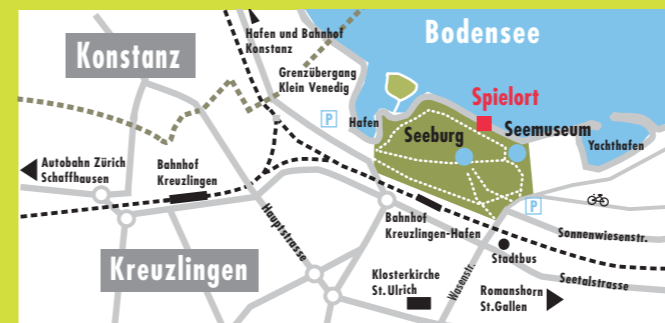 Konstanz
Hafen und Bahnhof
Konstanz
Bodensee
Grenzübergang
Klein Venedig
P
Hafen
Spielort
Seeburg
Seemuseum
Yachthafen
Autobahn Zürich
Schaffhausen
Bahnhof
Kreuzlingen
Hauptstrasse
Bahnhof
Kreuzlingen-Hafen
P
Sonnenwiesenstr.
Stadtbus
Kreuzlingen
Klosterkirche
St.Ulrich
Wasenstr.
Seetalstrasse
Romanshorn
St.Gallen